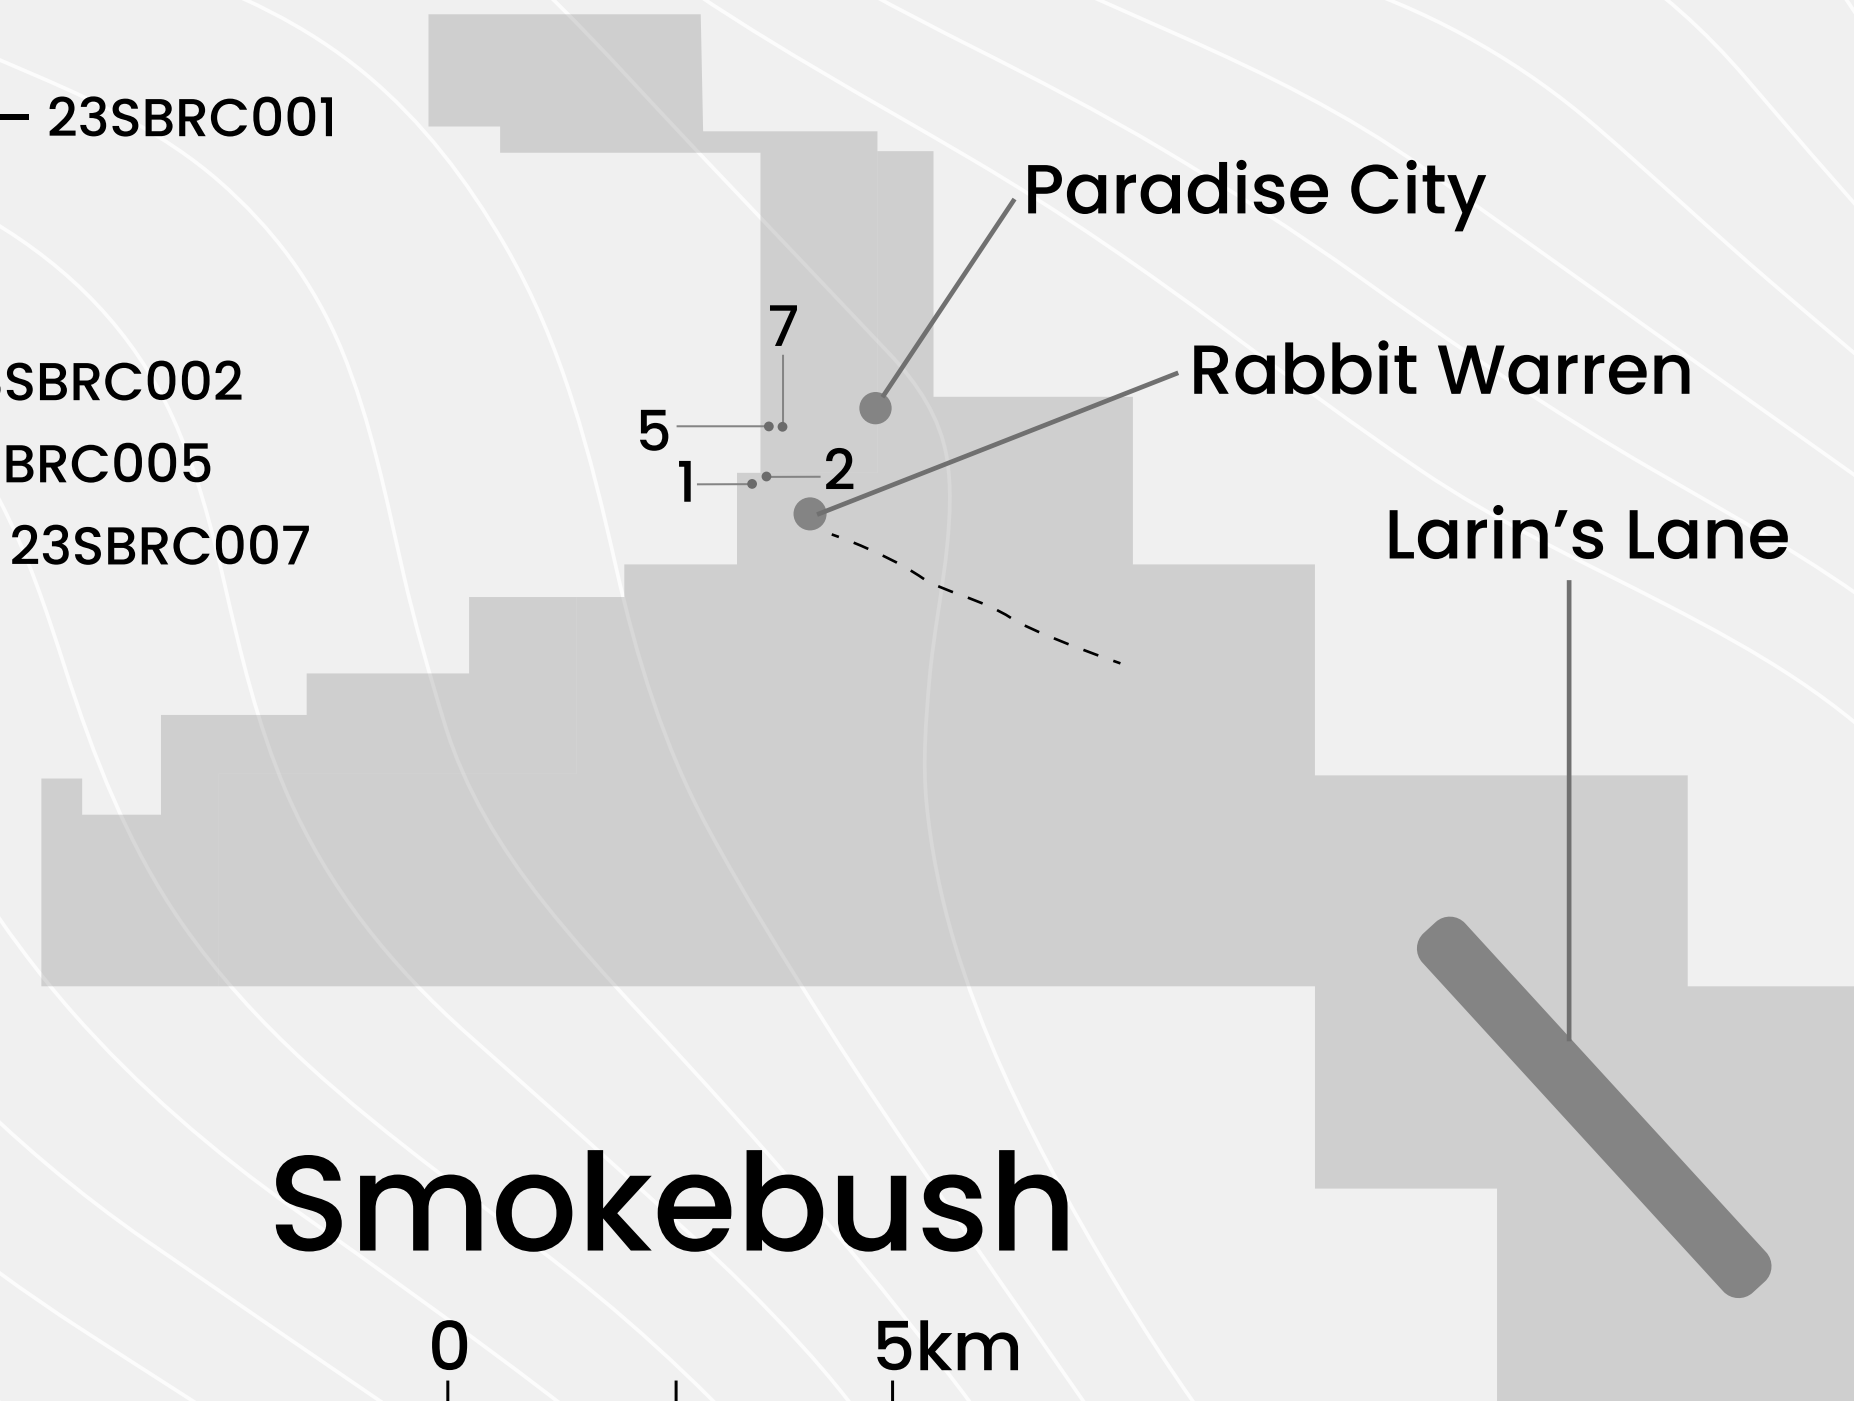 23SBRC001
Paradise City
7
Rabbit Warren
SBRC002
5
2
BRC005
1
Larin’s Lane
23SBRC007
Smokebush
0 5km